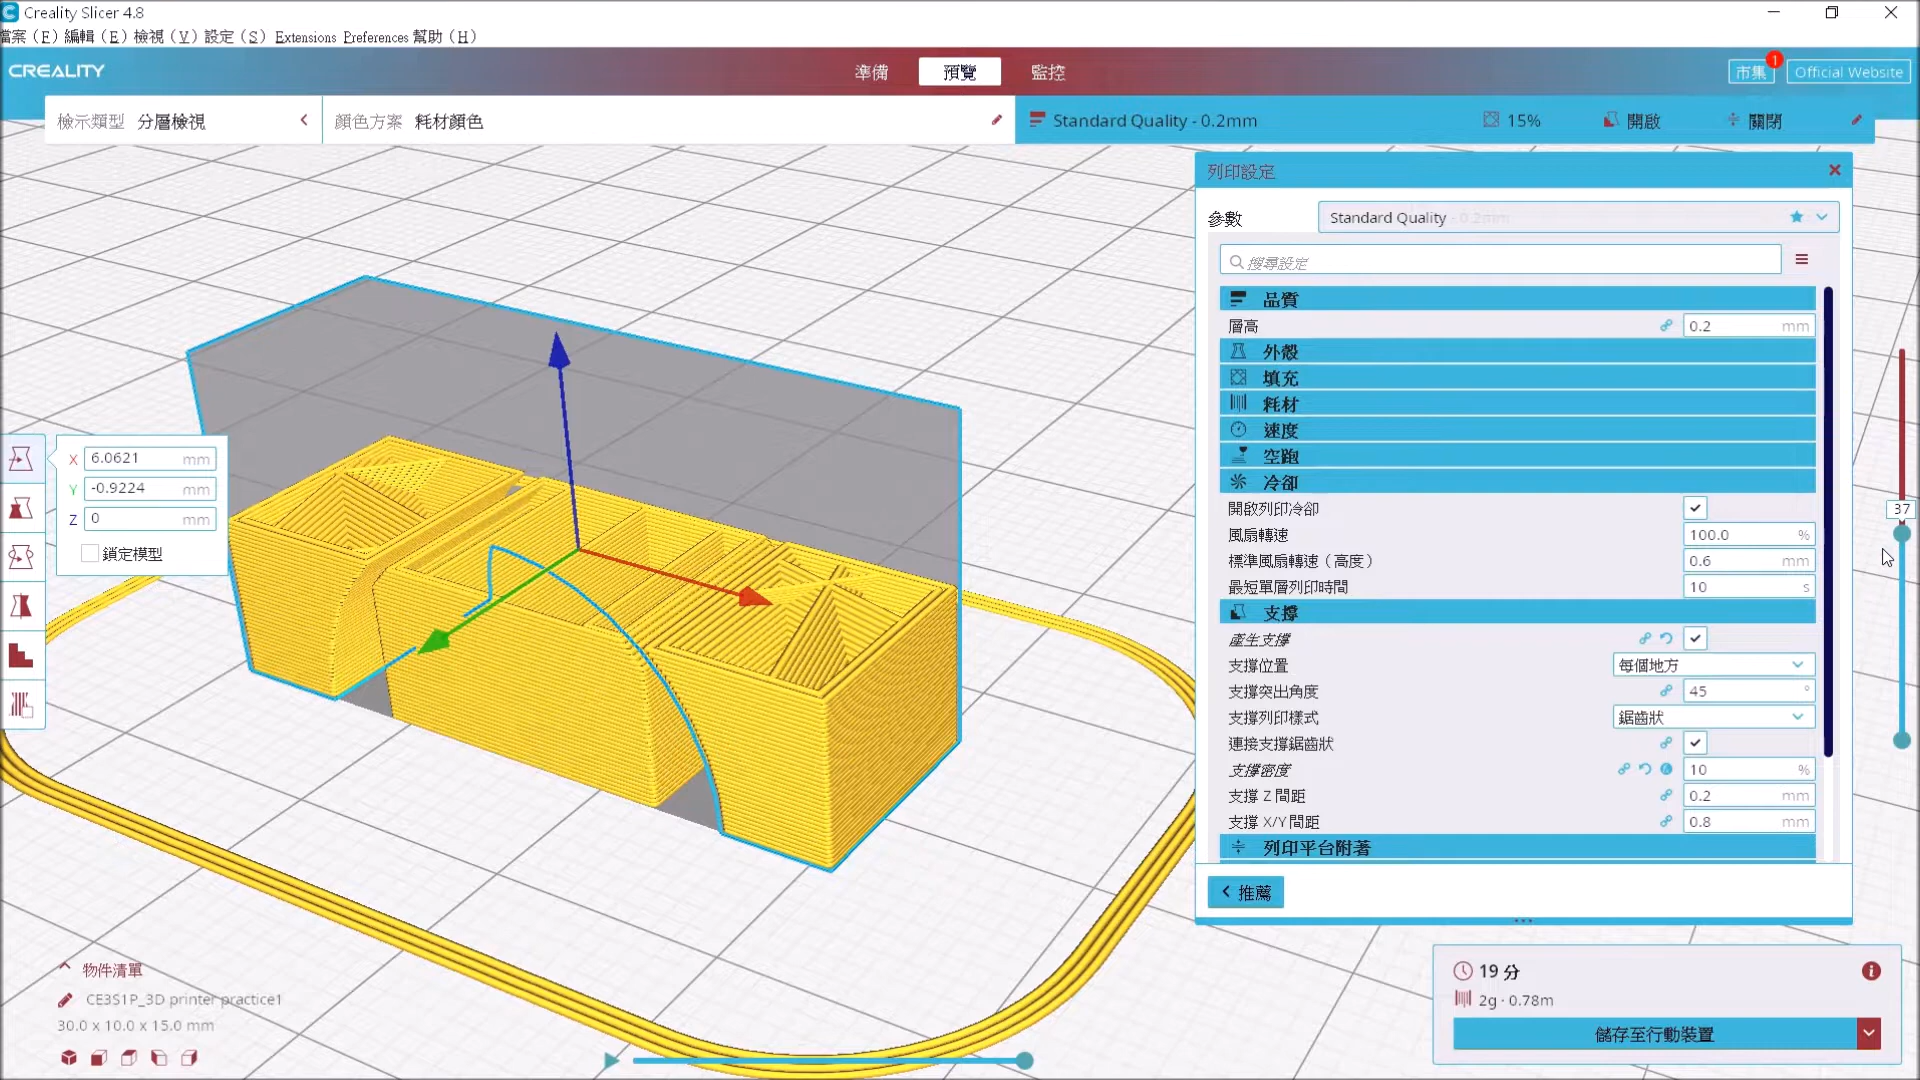 Creality Slicer 4.8
檔案（F）編輯（E）檢視（V）設定（S） Extensions Preferences 幫助（H）
CREALITY
準備
預覽
監控
市集
1
Official Website
檢示類型 分層檢視
顏色方案 耗材顏色
Standard Quality - 0.2mm
15%
開啟
關閉
列印設定
參數
Standard Quality - 0.2mm
搜尋設定
品質
層高 0.2 mm
外殼
填充
耗材
速度
空跑
冷卻
開啟列印冷卻
風扇轉速 100.0 %
標準風扇轉速（高度） 0.6 mm
最短單層列印時間 10 s
支撐
產生支撐
支撐位置 每個地方
支撐突出角度 45 °
支撐列印樣式 鋸齒狀
連接支撐鋸齒狀
支撐密度 10 %
支撐 Z 間距 0.2 mm
支撐 X/Y 間距 0.8 mm
列印平台附著
推薦
X 6.0621 mm
Y -0.9224 mm
Z 0 mm
鎖定模型
37
物件清單
CE3S1P_3D printer practice1
30.0 x 10.0 x 15.0 mm
19 分
2g · 0.78m
儲存至行動裝置